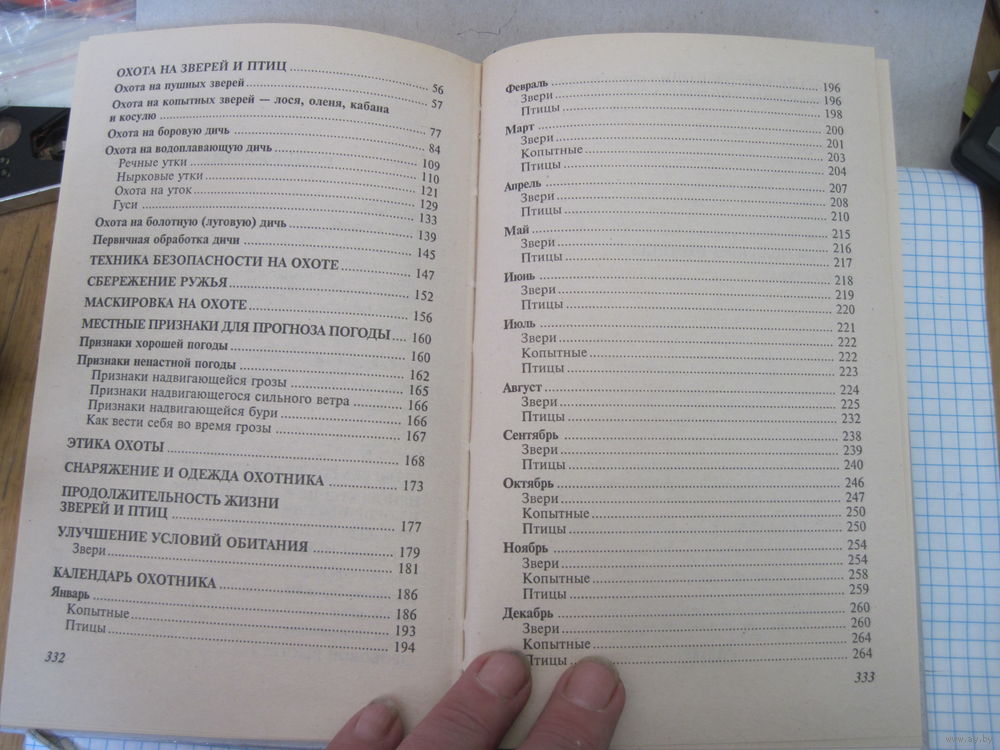 ОХОТА НА ЗВЕРЕЙ И ПТИЦ ........ 56
Охота на пушных зверей ........ 57
Охота на копытных зверей — лося, оленя, кабана
и косулю ........ 77
Охота на боровую дичь ........ 84
Охота на водоплавающую дичь ........ 109
Речные утки ........ 110
Нырковые утки ........ 121
Охота на уток ........ 129
Гуси ........ 133
Охота на болотную (луговую) дичь ........ 139
Первичная обработка дичи ........ 145
ТЕХНИКА БЕЗОПАСНОСТИ НА ОХОТЕ ........ 147
СБЕРЕЖЕНИЕ РУЖЬЯ ........ 152
МАСКИРОВКА НА ОХОТЕ ........ 156
МЕСТНЫЕ ПРИЗНАКИ ДЛЯ ПРОГНОЗА ПОГОДЫ .... 160
Признаки хорошей погоды ........ 160
Признаки ненастной погоды ........ 162
Признаки надвигающейся грозы ........ 165
Признаки надвигающегося сильного ветра ........ 166
Признаки надвигающейся бури ........ 166
Как вести себя во время грозы ........ 167
ЭТИКА ОХОТЫ ........ 168
СНАРЯЖЕНИЕ И ОДЕЖДА ОХОТНИКА ........ 173
ПРОДОЛЖИТЕЛЬНОСТЬ ЖИЗНИ
ЗВЕРЕЙ И ПТИЦ ........ 177
УЛУЧШЕНИЕ УСЛОВИЙ ОБИТАНИЯ ........ 179
Звери ........ 181
КАЛЕНДАРЬ ОХОТНИКА ........ 186
Январь ........ 186
Копытные ........ 193
Птицы ........ 194
332
Февраль ........ 196
Звери ........ 196
Птицы ........ 198
Март ........ 200
Звери ........ 201
Копытные ........ 203
Птицы ........ 204
Апрель ........ 207
Звери ........ 208
Птицы ........ 210
Май ........ 215
Звери ........ 216
Птицы ........ 217
Июнь ........ 218
Звери ........ 219
Птицы ........ 220
Июль ........ 221
Звери ........ 222
Копытные ........ 222
Птицы ........ 223
Август ........ 224
Звери ........ 225
Птицы ........ 232
Сентябрь ........ 238
Звери ........ 239
Птицы ........ 240
Октябрь ........ 246
Звери ........ 247
Копытные ........ 250
Птицы ........ 250
Ноябрь ........ 254
Звери ........ 254
Копытные ........ 258
Птицы ........ 259
Декабрь ........ 260
Звери ........ 260
Копытные ........ 264
Птицы ........ 264
333
www.ay.by